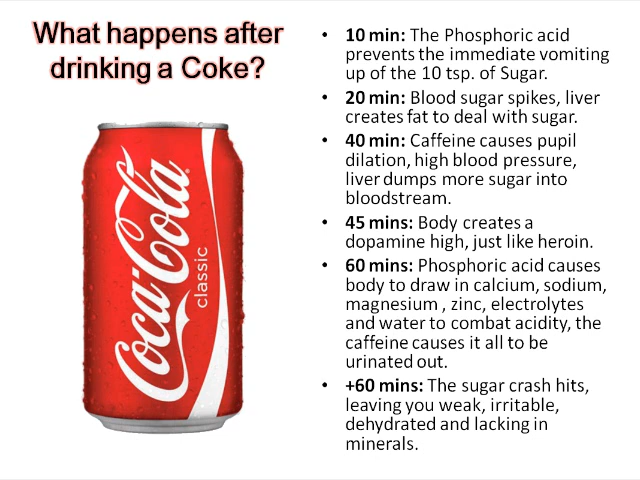 What happens after
drinking a Coke?
Coca-Cola
classic
• 10 min: The Phosphoric acid
prevents the immediate vomiting
up of the 10 tsp. of Sugar.
• 20 min: Blood sugar spikes, liver
creates fat to deal with sugar.
• 40 min: Caffeine causes pupil
dilation, high blood pressure,
liver dumps more sugar into
bloodstream.
• 45 mins: Body creates a
dopamine high, just like heroin.
• 60 mins: Phosphoric acid causes
body to draw in calcium, sodium,
magnesium , zinc, electrolytes
and water to combat acidity, the
caffeine causes it all to be
urinated out.
• +60 mins: The sugar crash hits,
leaving you weak, irritable,
dehydrated and lacking in
minerals.